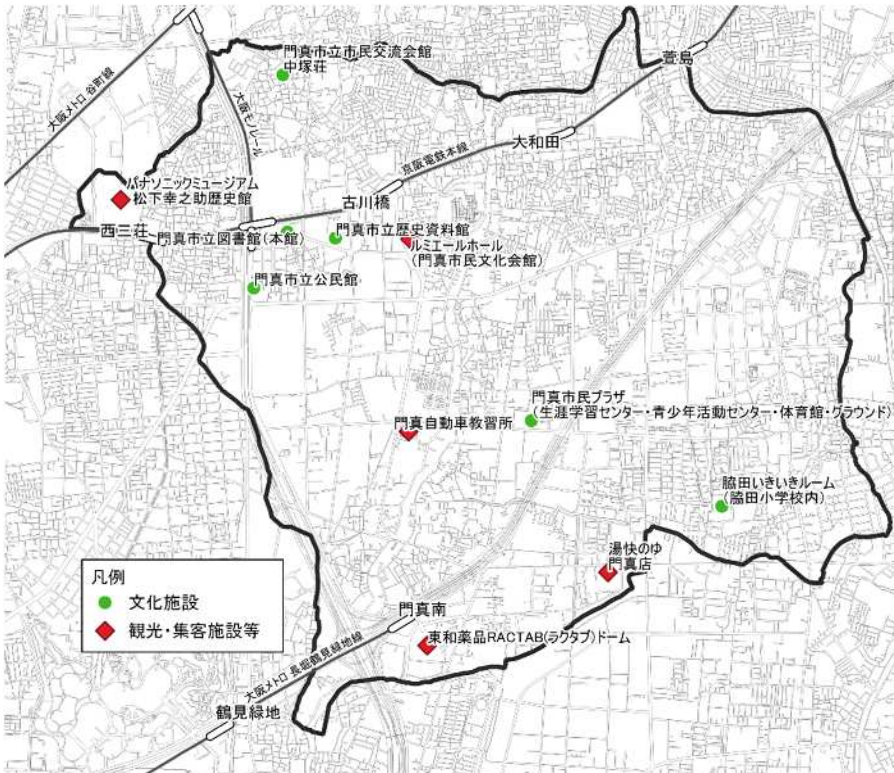 門真市立市民交流会館
中塚荘
萱島
大阪メトロ 谷町線
大阪モノレール
大和田
京阪電鉄本線
パナソニックミュージアム
松下幸之助歴史館
古川橋
西三荘
門真市立図書館(本館)
門真市立歴史資料館
ルミエールホール
(門真市民文化会館)
門真市立公民館
門真市民プラザ
(生涯学習センター・青少年活動センター・体育館・グラウンド)
門真自動車教習所
脇田いきいきルーム
(脇田小学校内)
湯快のゆ
門真店
凡例
文化施設
観光・集客施設等
門真南
東和薬品RACTAB(ラクタブ)ドーム
大阪メトロ 長堀鶴見緑地線
鶴見緑地